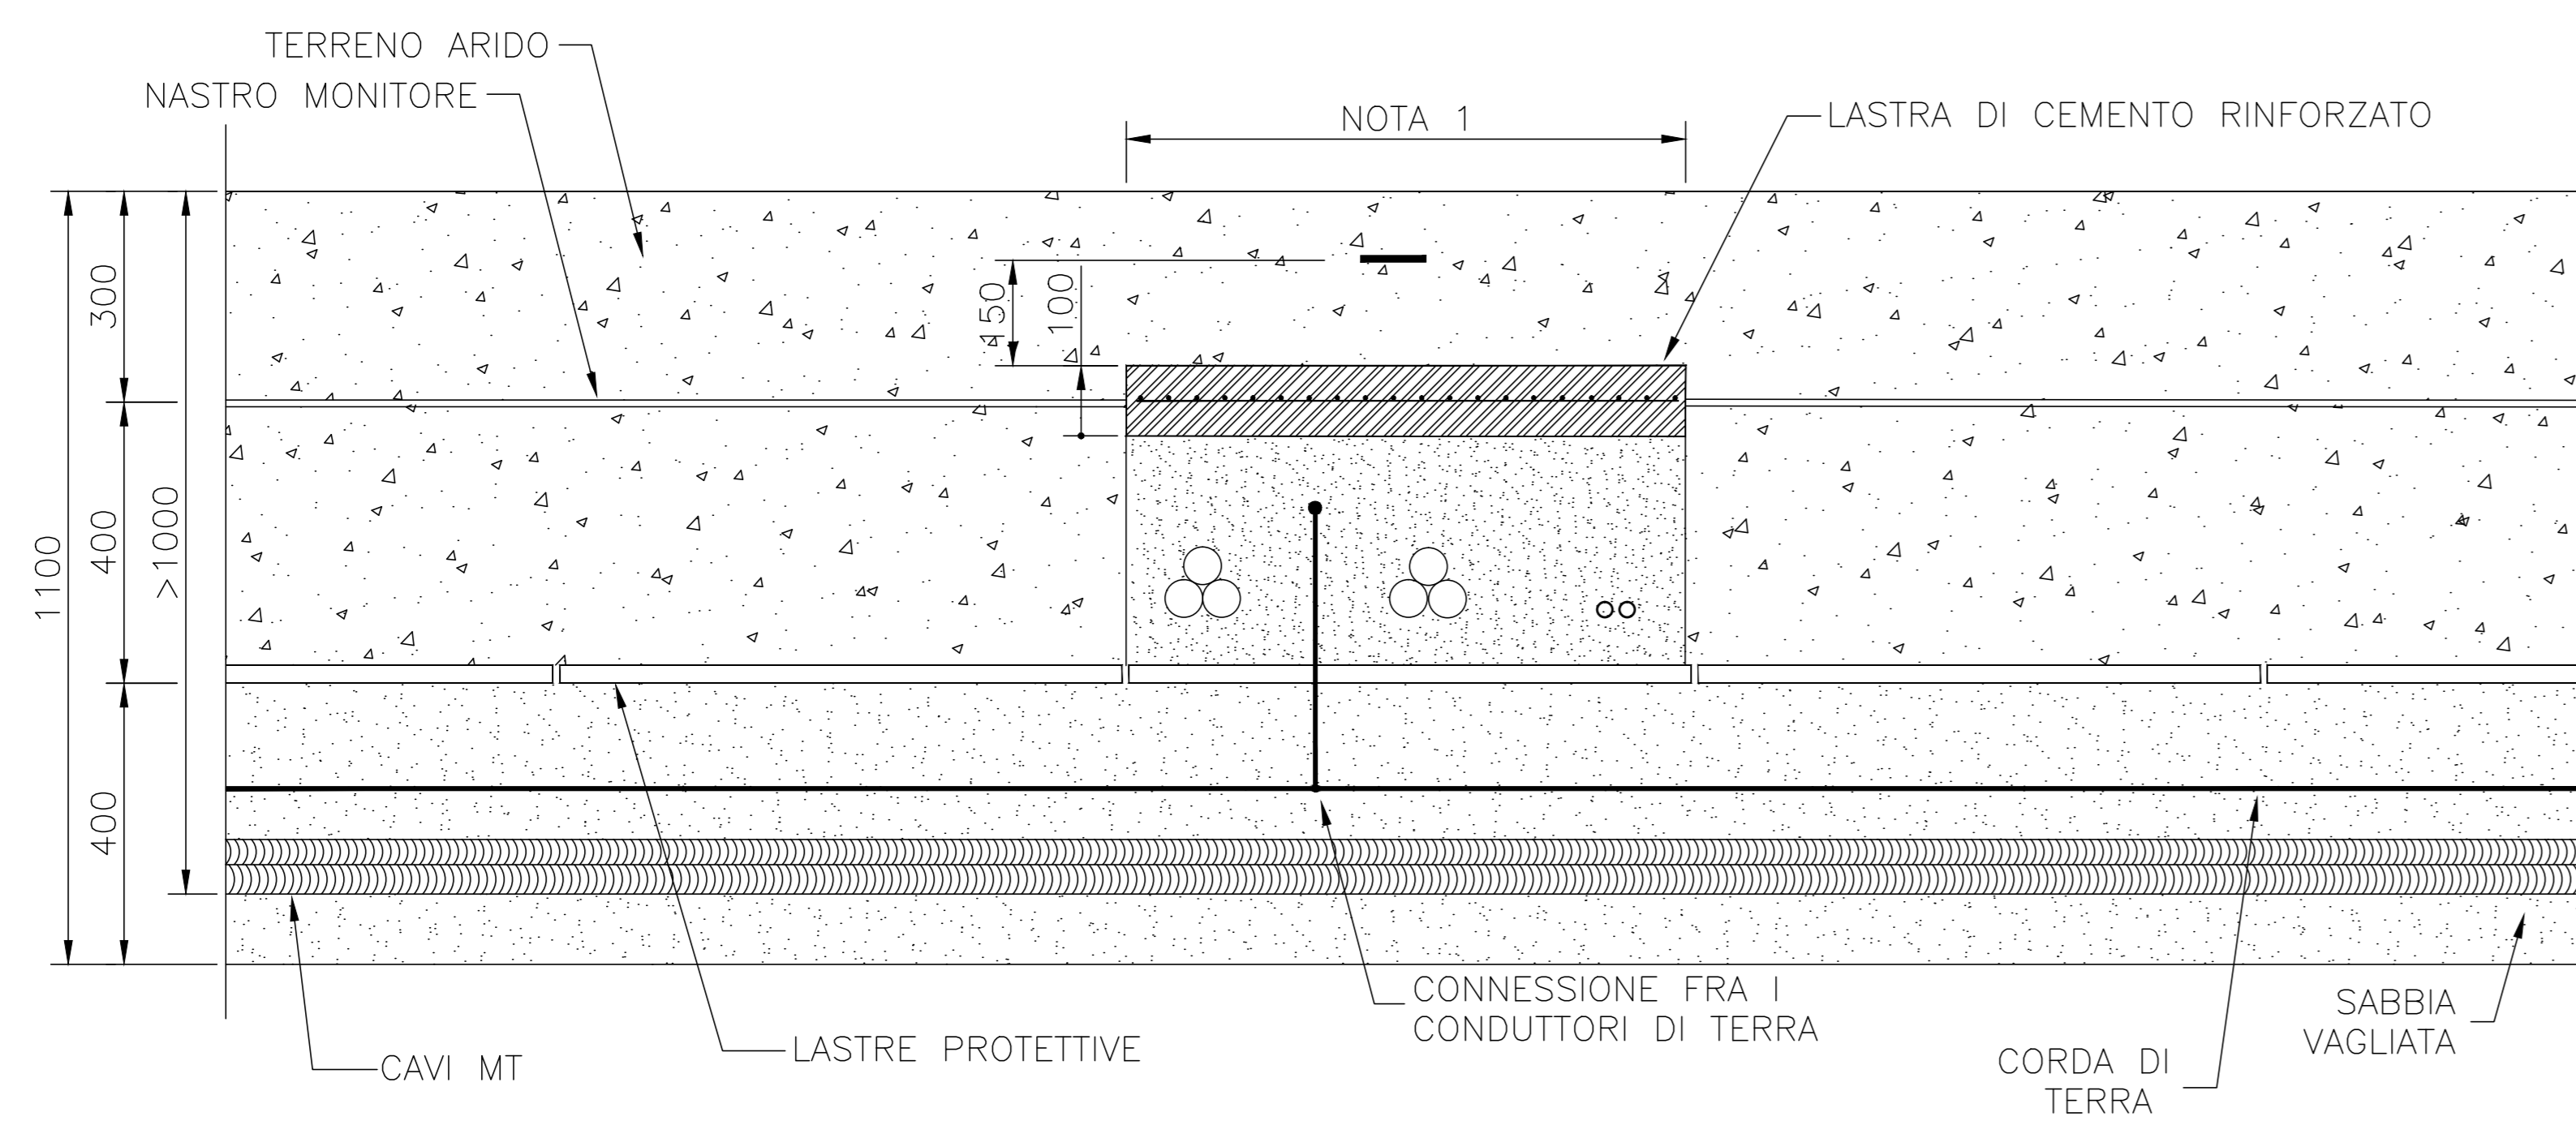 TERRENO ARIDO
NASTRO MONITORE
NOTA 1
LASTRA DI CEMENTO RINFORZATO
300
150
100
400
>1000
1100
400
CONNESSIONE FRA I
CONDUTTORI DI TERRA
SABBIA
VAGLIATA
LASTRE PROTETTIVE
CAVI MT
CORDA DI
TERRA